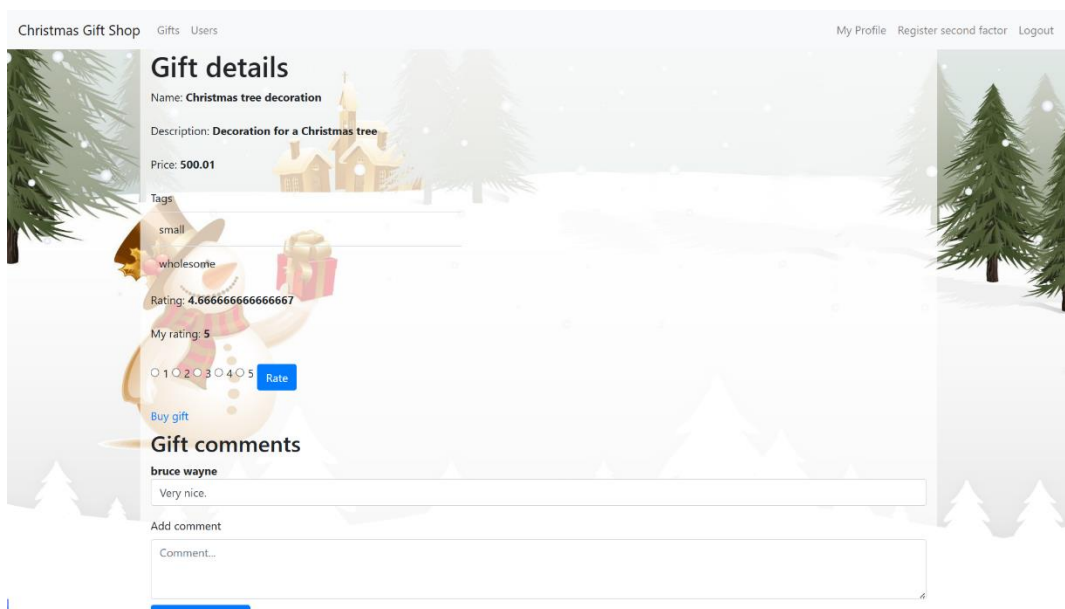 Christmas Gift Shop Gifts Users My Profile Register second factor Logout
Gift details
Name: Christmas tree decoration
Description: Decoration for a Christmas tree
Price: 500.01
Tags
small
wholesome
Rating: 4.666666666666667
My rating: 5
1 2 3 4 5 Rate
Buy gift
Gift comments
bruce wayne
Very nice.
Add comment
Comment...